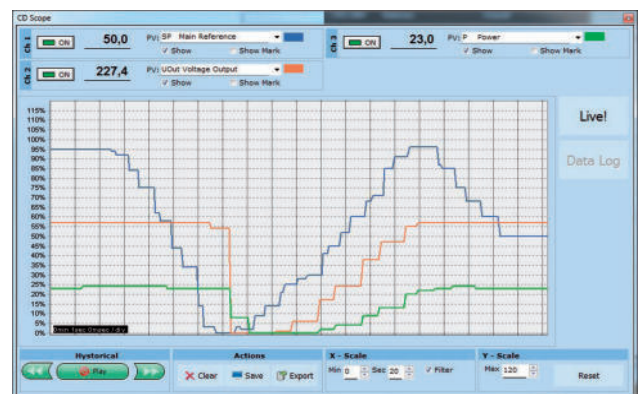 CD Scope
Ch 1 ON 50,0 PV: SP Main Reference
Show Show Mark
Ch 3 ON 23,0 PV: P Power
Show Show Mark
Ch 2 ON 227,4 PV: UOut Voltage Output
Show Show Mark
115%
110%
105%
100%
95%
90%
85%
80%
75%
70%
65%
60%
55%
50%
45%
40%
35%
30%
25%
20%
15%
10%
5%
0%
Live!
Data Log
Hystorical
Play
Actions
Clear Save Export
X - Scale
Min 0 Sec 20 Filter
Y - Scale
Max 120 Reset